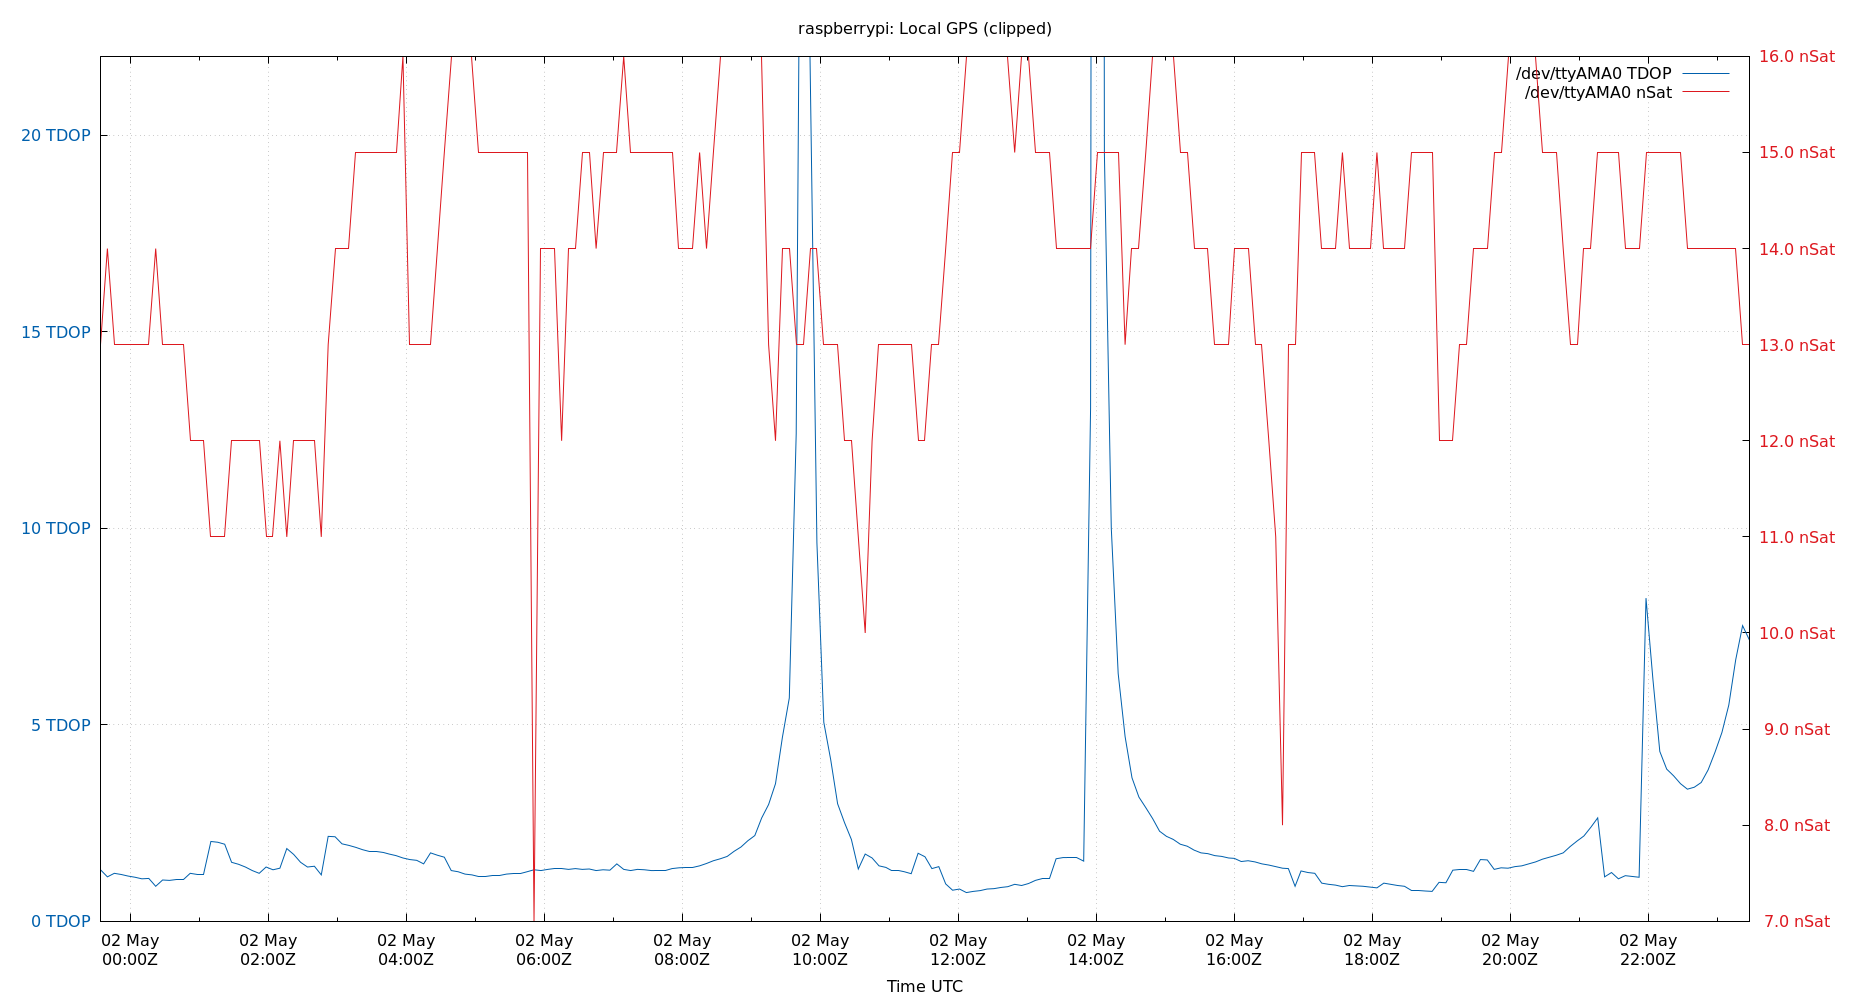 raspberrypi: Local GPS (clipped)
16.0 nSat
/dev/ttyAMA0 TDOP
/dev/ttyAMA0 nSat
20 TDOP
15.0 nSat
14.0 nSat
15 TDOP
13.0 nSat
12.0 nSat
10 TDOP
11.0 nSat
10.0 nSat
5 TDOP
9.0 nSat
8.0 nSat
0 TDOP
7.0 nSat
02 May 02 May 02 May 02 May 02 May 02 May 02 May 02 May 02 May 02 May 02 May 02 May
00:00Z 02:00Z 04:00Z 06:00Z 08:00Z 10:00Z 12:00Z 14:00Z 16:00Z 18:00Z 20:00Z 22:00Z
Time UTC